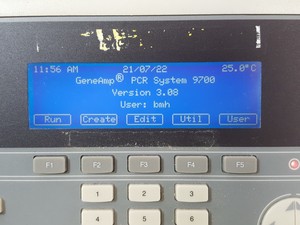 11:56 AM 21/07/22 25.0°C
GeneAmp® PCR System 9700
Version 3.08
User: bmh
Run Create Edit Util User
F1 F2 F3 F4 F5
1 2 3
4 5 6